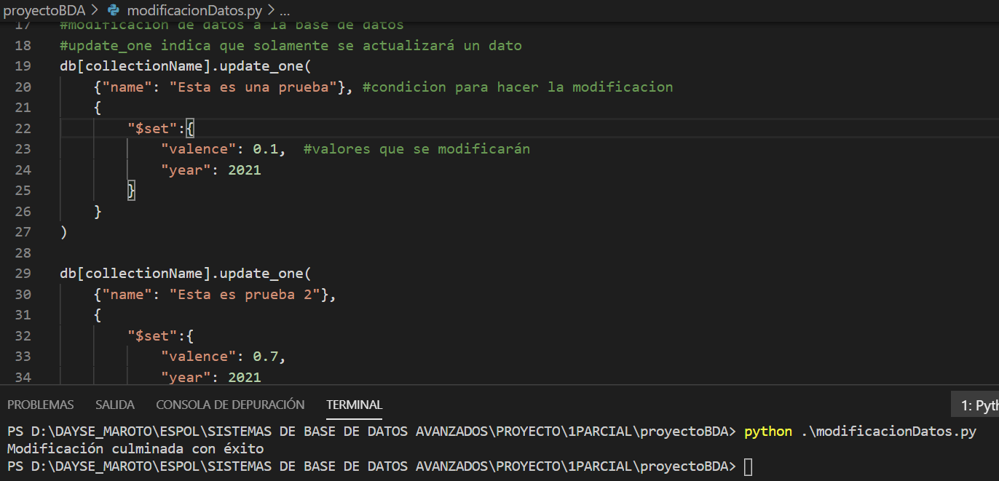 proyectoBDA > modificacionDatos.py > ...
17 #modificacion de datos a la base de datos
18 #update_one indica que solamente se actualizará un dato
19 db[collectionName].update_one(
20 {"name": "Esta es una prueba"}, #condicion para hacer la modificacion
21 {
22 "$set":{
23 "valence": 0.1, #valores que se modificarán
24 "year": 2021
25 }
26 }
27 )
28
29 db[collectionName].update_one(
30 {"name": "Esta es prueba 2"},
31 {
32 "$set":{
33 "valence": 0.7,
34 "year": 2021
PROBLEMAS SALIDA CONSOLA DE DEPURACIÓN TERMINAL 1: Pyth
PS D:\DAYSE_MAROTO\ESPOL\SISTEMAS DE BASE DE DATOS AVANZADOS\PROYECTO\1PARCIAL\proyectoBDA> python .\modificacionDatos.py
Modificación culminada con éxito
PS D:\DAYSE_MAROTO\ESPOL\SISTEMAS DE BASE DE DATOS AVANZADOS\PROYECTO\1PARCIAL\proyectoBDA>